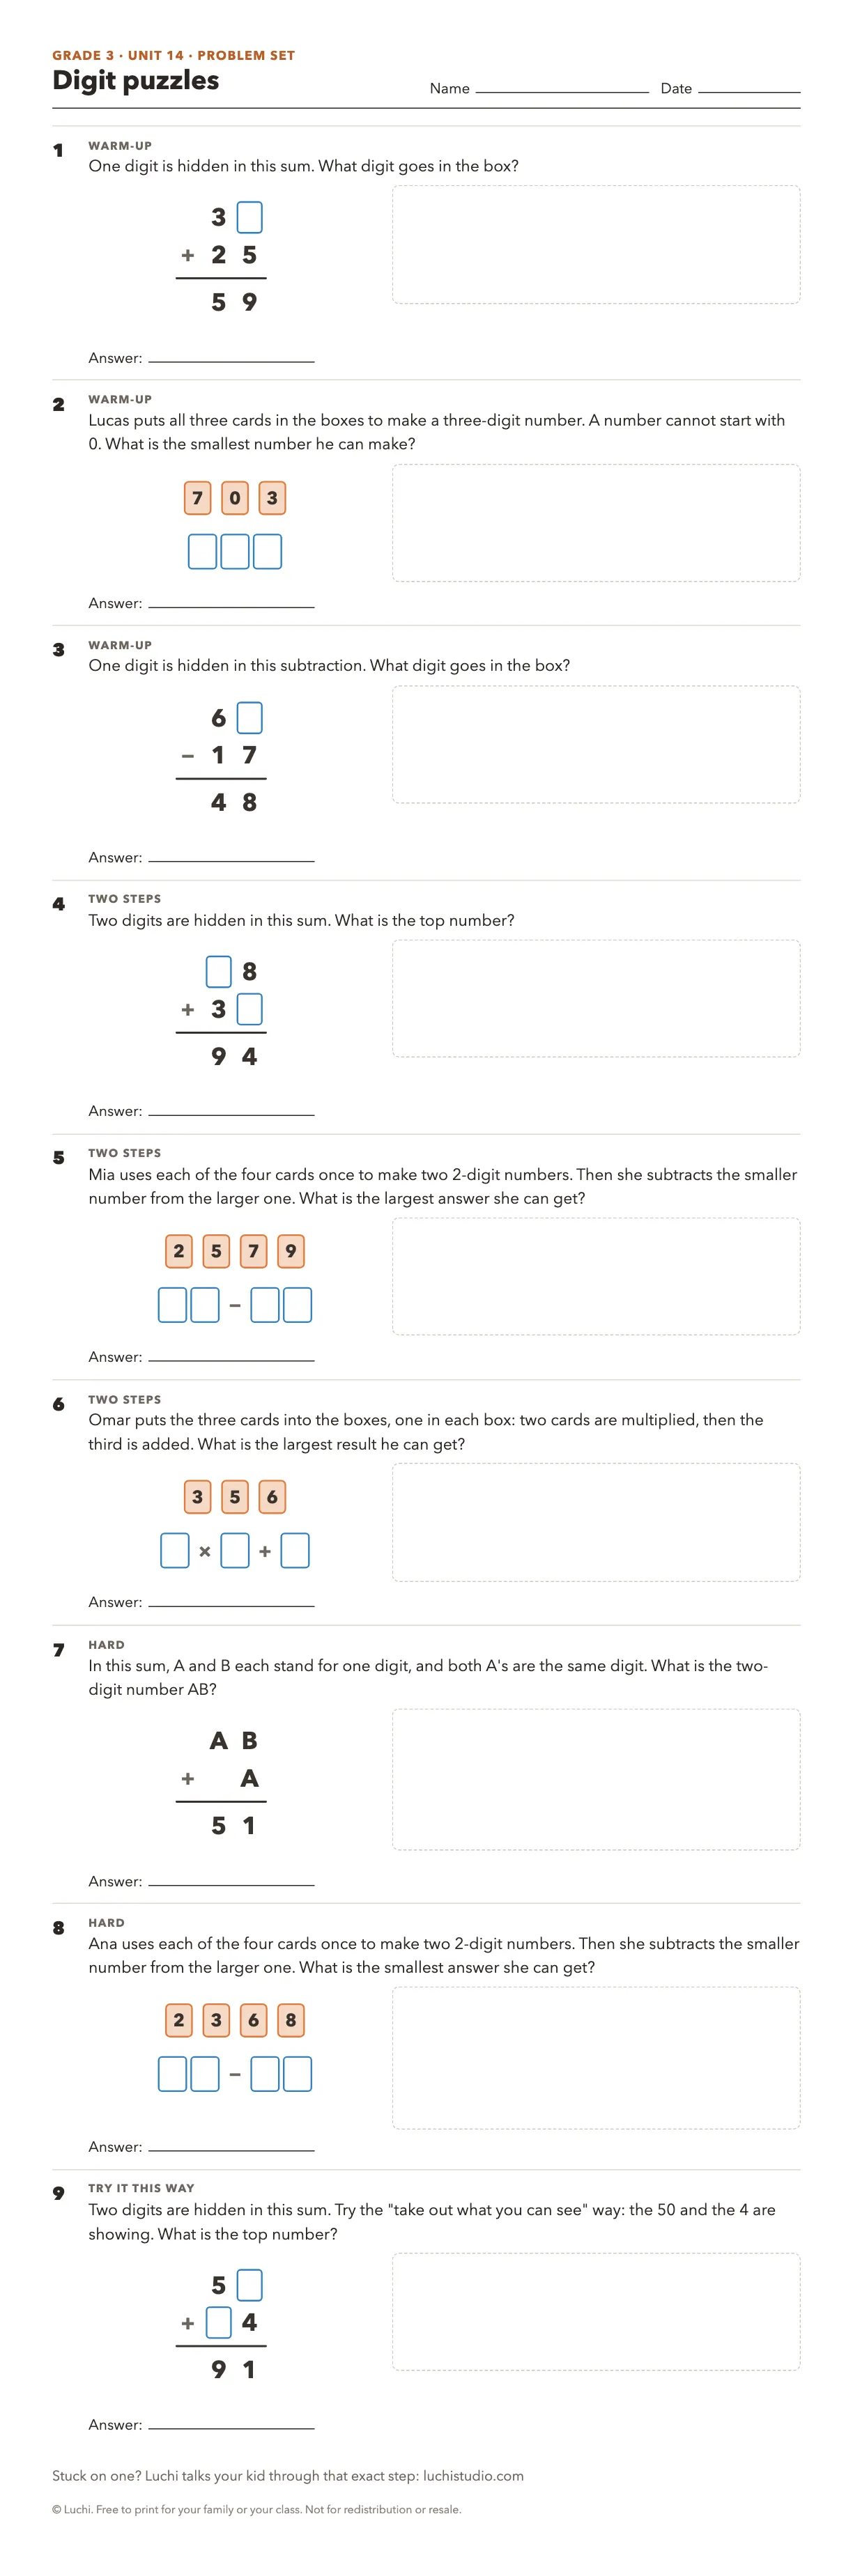 GRADE 3 · UNIT 14 · PROBLEM SET
Digit puzzles
Name Date
1 WARM-UP
One digit is hidden in this sum. What digit goes in the box?
3
+ 2 5
5 9
Answer:
2 WARM-UP
Lucas puts all three cards in the boxes to make a three-digit number. A number cannot start with
0. What is the smallest number he can make?
7 0 3
Answer:
3 WARM-UP
One digit is hidden in this subtraction. What digit goes in the box?
6
− 1 7
4 8
Answer:
4 TWO STEPS
Two digits are hidden in this sum. What is the top number?
8
+ 3
9 4
Answer:
5 TWO STEPS
Mia uses each of the four cards once to make two 2-digit numbers. Then she subtracts the smaller
number from the larger one. What is the largest answer she can get?
2 5 7 9
−
Answer:
6 TWO STEPS
Omar puts the three cards into the boxes, one in each box: two cards are multiplied, then the
third is added. What is the largest result he can get?
3 5 6
× +
Answer:
7 HARD
In this sum, A and B each stand for one digit, and both A's are the same digit. What is the two-
digit number AB?
A B
+ A
5 1
Answer:
8 HARD
Ana uses each of the four cards once to make two 2-digit numbers. Then she subtracts the smaller
number from the larger one. What is the smallest answer she can get?
2 3 6 8
−
Answer:
9 TRY IT THIS WAY
Two digits are hidden in this sum. Try the "take out what you can see" way: the 50 and the 4 are
showing. What is the top number?
5
+ 4
9 1
Answer:
Stuck on one? Luchi talks your kid through that exact step: luchistudio.com
© Luchi. Free to print for your family or your class. Not for redistribution or resale.